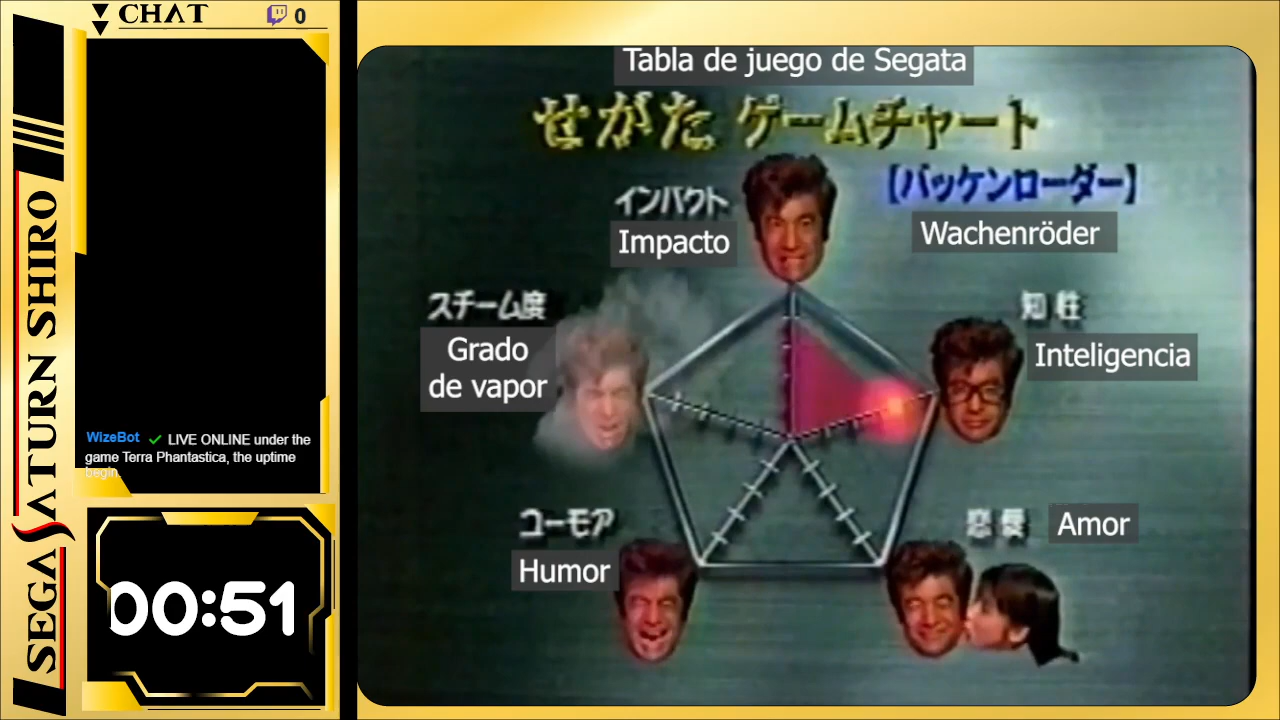 CHAT
0
SEGA SATURN SHIRO
WizeBot ✓ LIVE ONLINE under the
game Terra Phantastica, the uptime
begin.
00:51
Tabla de juego de Segata
せがた ゲームチャート
【バッケンローダー】
Wachenröder
インパクト
Impacto
スチーム度
Grado
de vapor
知性
Inteligencia
ユーモア
Humor
恋愛
Amor